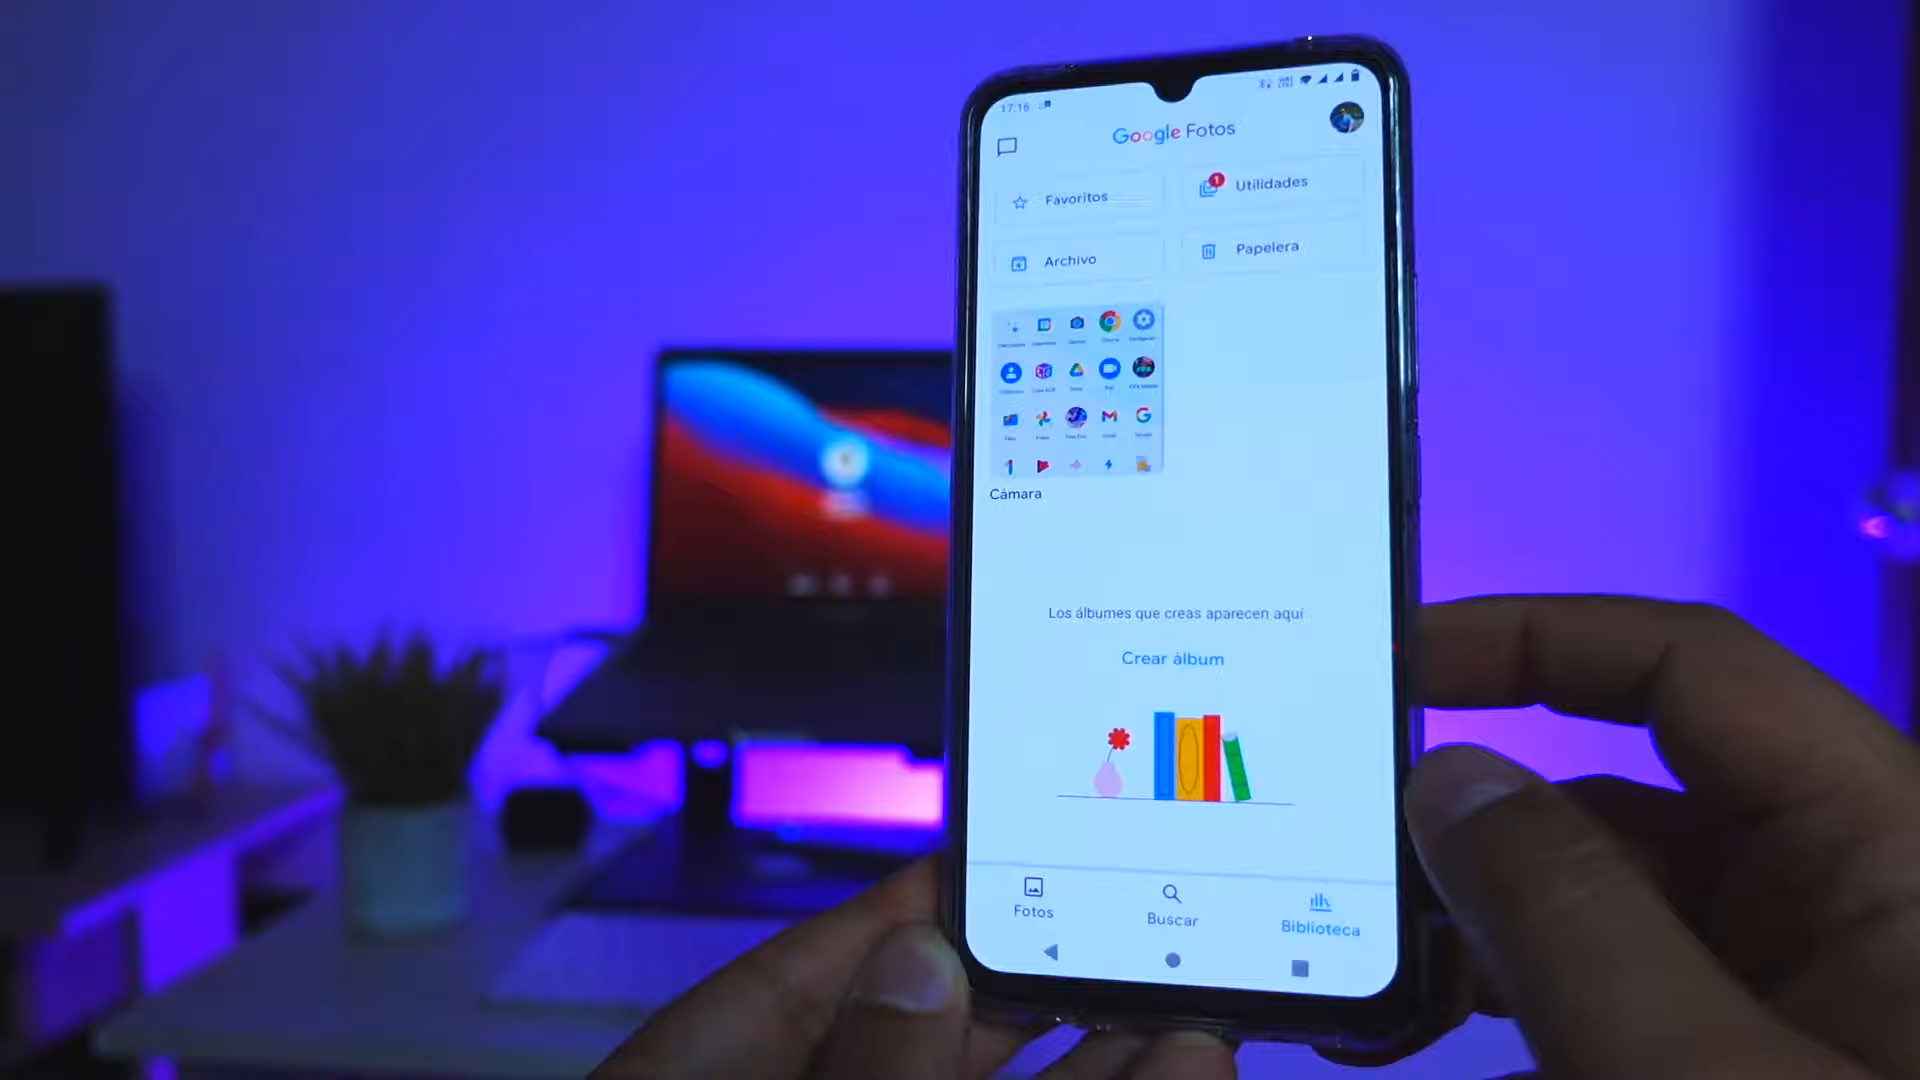 17:16
Google Fotos
Favoritos
1
Utilidades
Archivo
Papelera
Cámara
Los álbumes que creas aparecen aquí
Crear álbum
Fotos
Buscar
Biblioteca